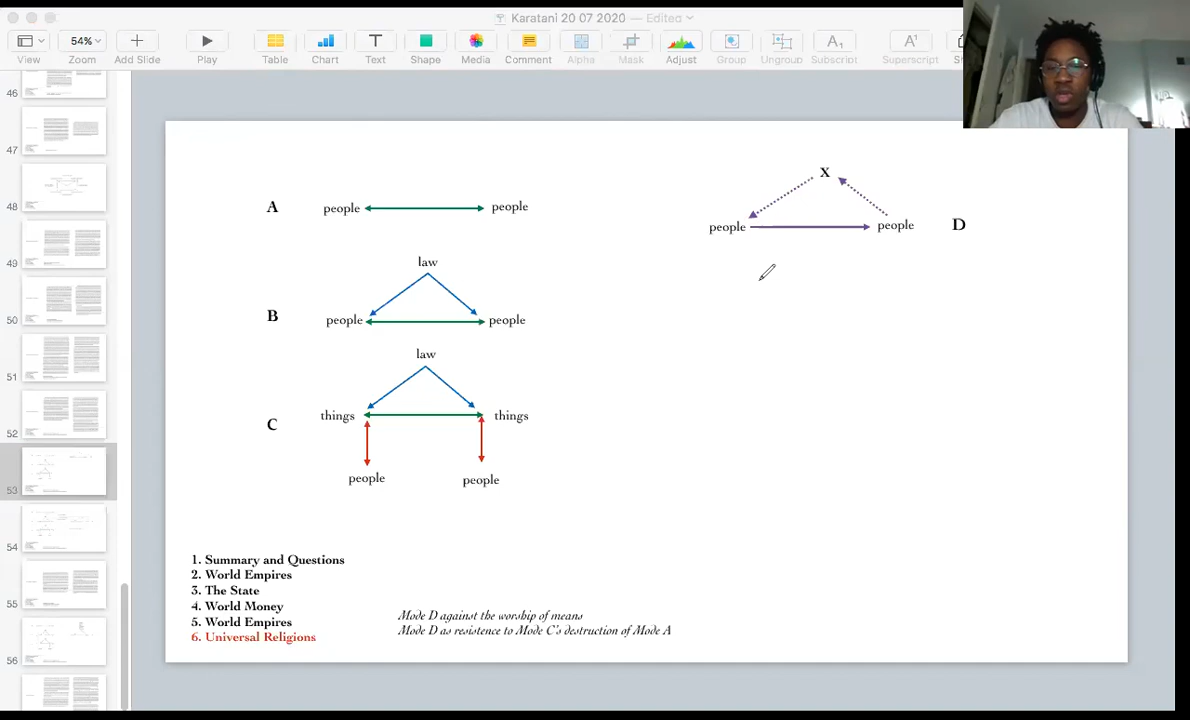 Karatani 20 07 2020 — Edited
54%
View
Zoom
Add Slide
Play
Table
Chart
Text
Shape
Media
Comment
Alpha
Mask
Adjust
Group
Ungroup
Subscript
Superscript
46
47
48
49
50
51
52
53
54
55
56
A people people
law
B people people
law
C things things
people people
X
people people D
1. Summary and Questions
2. World Empires
3. The State
4. World Money
5. World Empires
6. Universal Religions
Mode D against the worship of means
Mode D as resistence to Mode C's destruction of Mode A